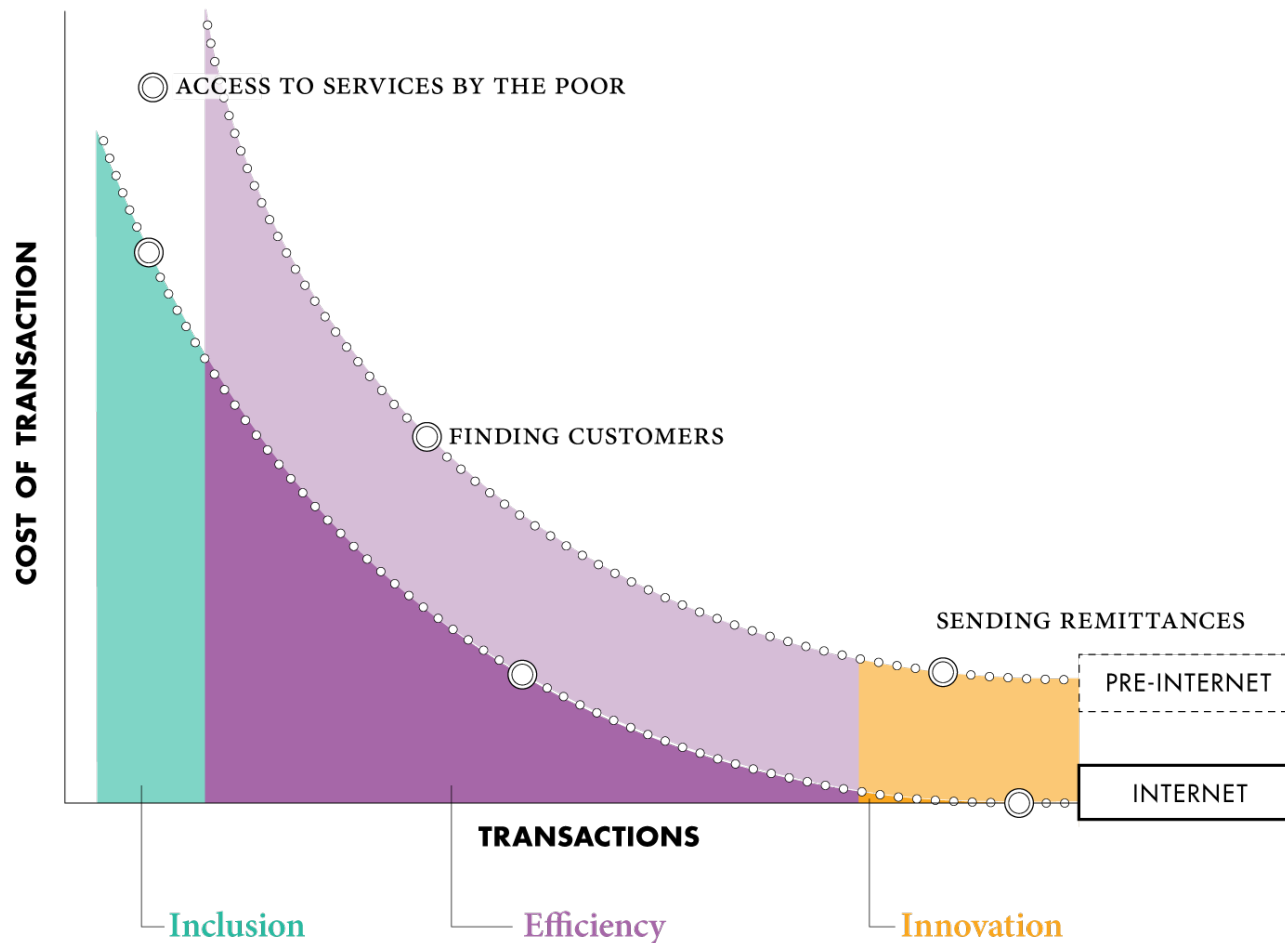 ACCESS TO SERVICES BY THE POOR
COST OF TRANSACTION
FINDING CUSTOMERS
SENDING REMITTANCES
PRE-INTERNET
INTERNET
TRANSACTIONS
Inclusion
Efficiency
Innovation